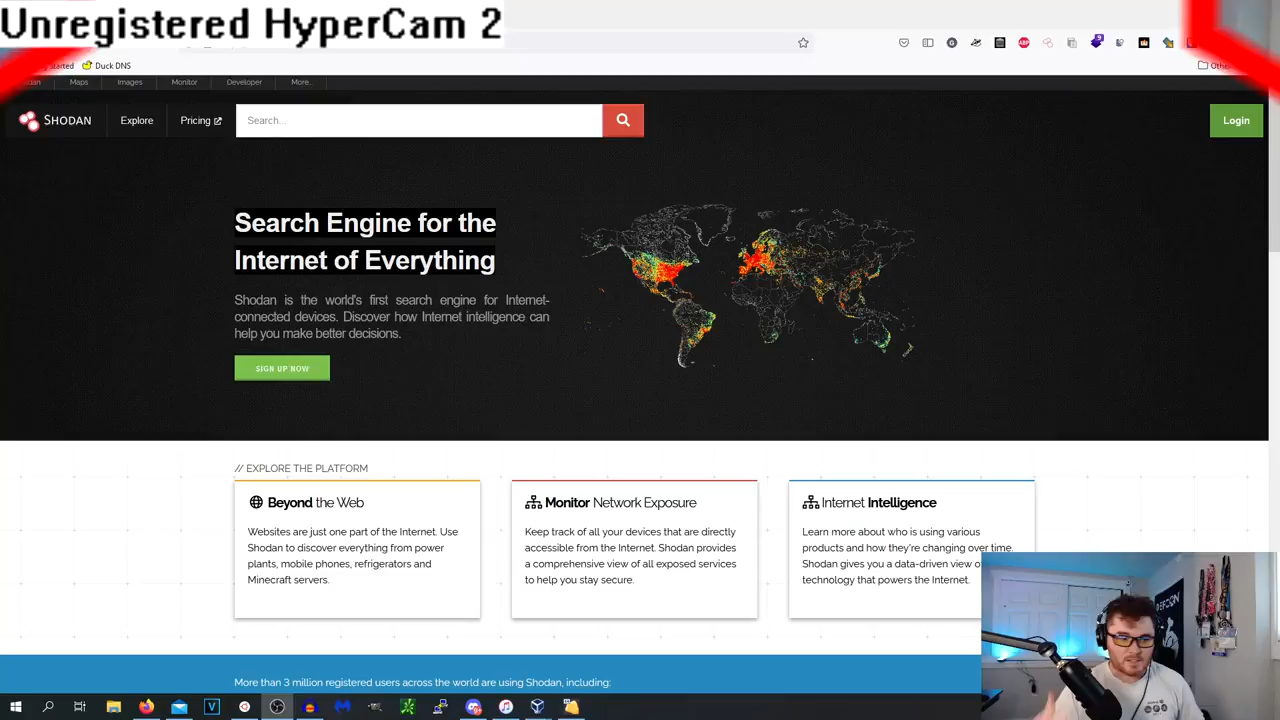 Unregistered HyperCam 2
Duck DNS
Maps
Images
Monitor
Developer
More...
SHODAN
Explore
Pricing
Search...
Login
Search Engine for the
Internet of Everything
Shodan is the world's first search engine for Internet-
connected devices. Discover how Internet intelligence can
help you make better decisions.
SIGN UP NOW
// EXPLORE THE PLATFORM
Beyond the Web
Websites are just one part of the Internet. Use
Shodan to discover everything from power
plants, mobile phones, refrigerators and
Minecraft servers.
Monitor Network Exposure
Keep track of all your devices that are directly
accessible from the Internet. Shodan provides
a comprehensive view of all exposed services
to help you stay secure.
Internet Intelligence
Learn more about who is using various
products and how they're changing over time.
Shodan gives you a data-driven view o
technology that powers the Internet.
More than 3 million registered users across the world are using Shodan, including: